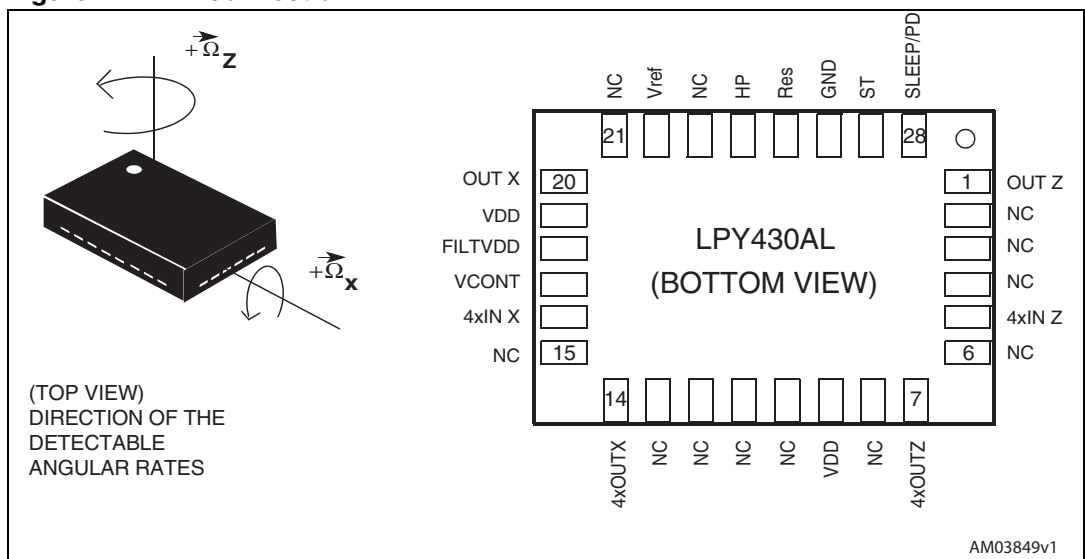 +Ω Z
+Ω x
(TOP VIEW)
DIRECTION OF THE
DETECTABLE
ANGULAR RATES
NC
Vref
NC
HP
Res
GND
ST
SLEEP/PD
21
28
OUT X
20
VDD
FILTVDD
VCONT
4xIN X
NC
15
LPY430AL
(BOTTOM VIEW)
1
OUT Z
NC
NC
NC
4xIN Z
6
NC
14
7
4xOUTX
NC
NC
NC
NC
VDD
NC
4xOUTZ
AM03849v1